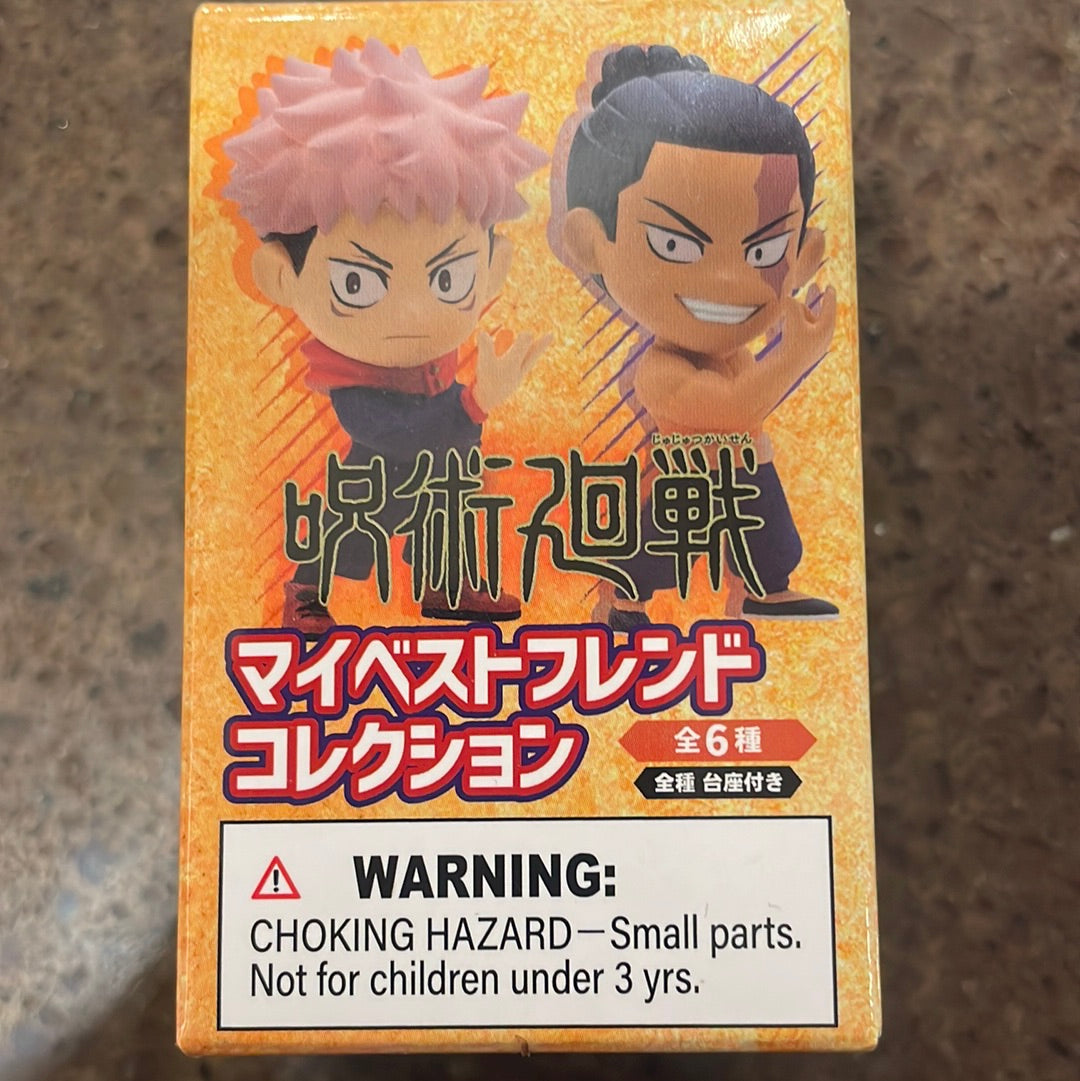 じゅじゅつかいせん
呪術廻戦
マイベストフレンド
コレクション
全6種
全種 台座付き
WARNING:
CHOKING HAZARD—Small parts.
Not for children under 3 yrs.